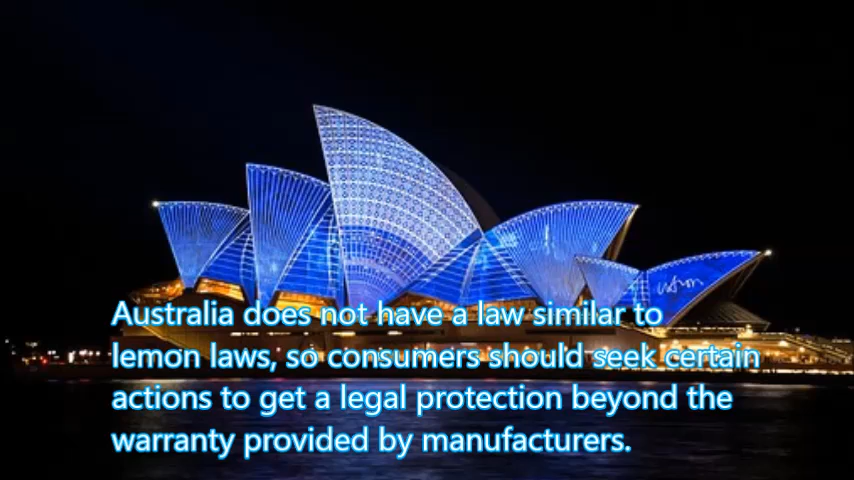 Australia does not have a law similar to
lemon laws, so consumers should seek certain
actions to get a legal protection beyond the
warranty provided by manufacturers.